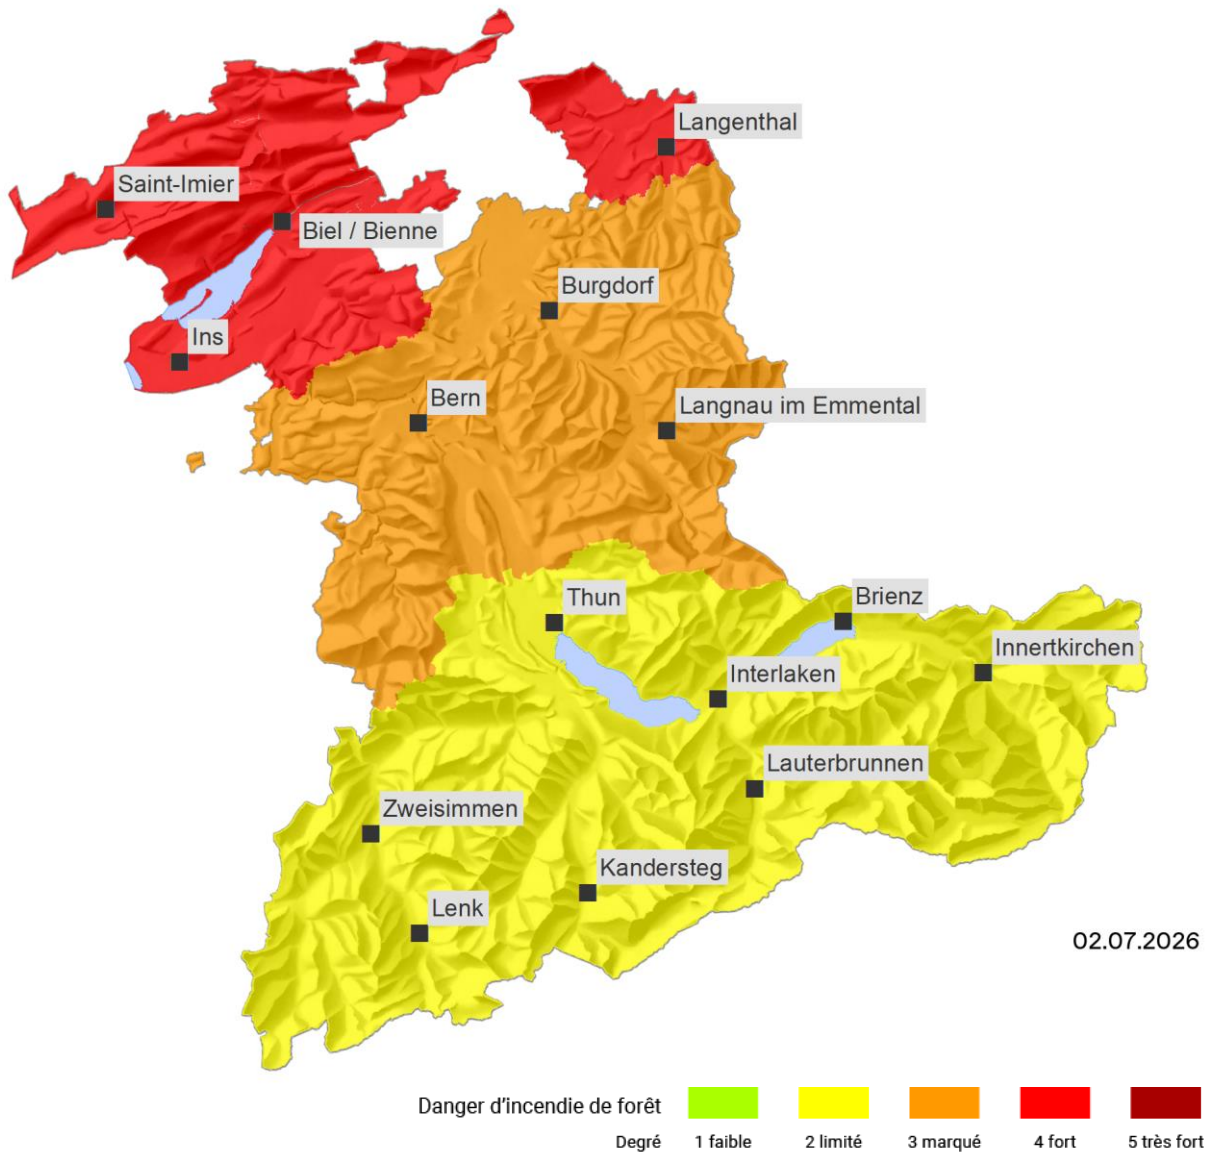 Langenthal
Saint-Imier
Biel / Bienne
Burgdorf
Ins
Bern
Langnau im Emmental
Thun
Brienz
Innertkirchen
Interlaken
Lauterbrunnen
Zweisimmen
Kandersteg
Lenk
02.07.2026
Danger d’incendie de forêt
Degré 1 faible 2 limité 3 marqué 4 fort 5 très fort